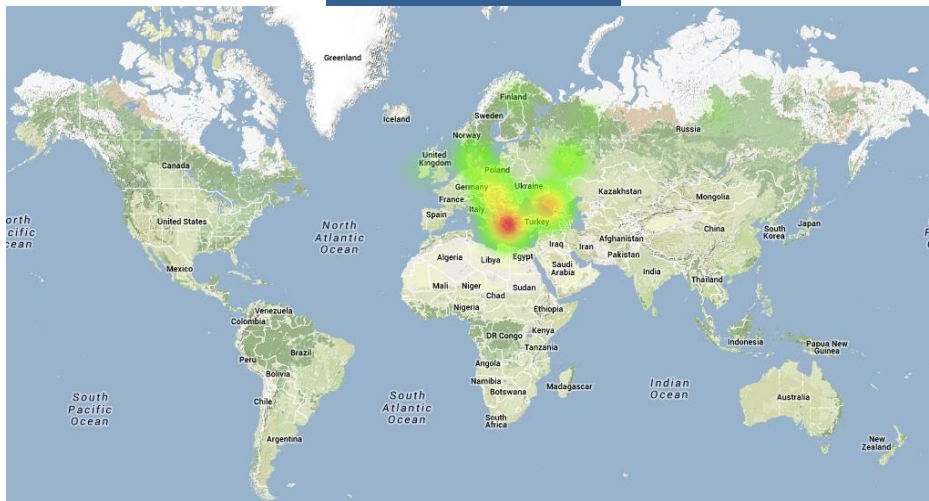 Greenland
Finland
Iceland
Sweden
Russia
Norway
United
Kingdom
Canada
Poland
Germany
Ukraine
Kazakhstan
Mongolia
France
Italy
United States
North
Atlantic
Ocean
Spain
Turkey
China
South
Korea
Japan
Afghanistan
Iraq
Iran
Pakistan
Algeria
Libya
Egypt
Saudi
Arabia
Mexico
India
Mali
Niger
Chad
Sudan
Thailand
Nigeria
Ethiopia
Venezuela
Colombia
DR Congo
Kenya
Tanzania
Indonesia
Papua New
Guinea
Peru
Brazil
Bolivia
Angola
Namibia
Botswana
Madagascar
Indian
Ocean
South
Pacific
Ocean
Chile
South
Atlantic
Ocean
Australia
South
Africa
Argentina
New
Zealand